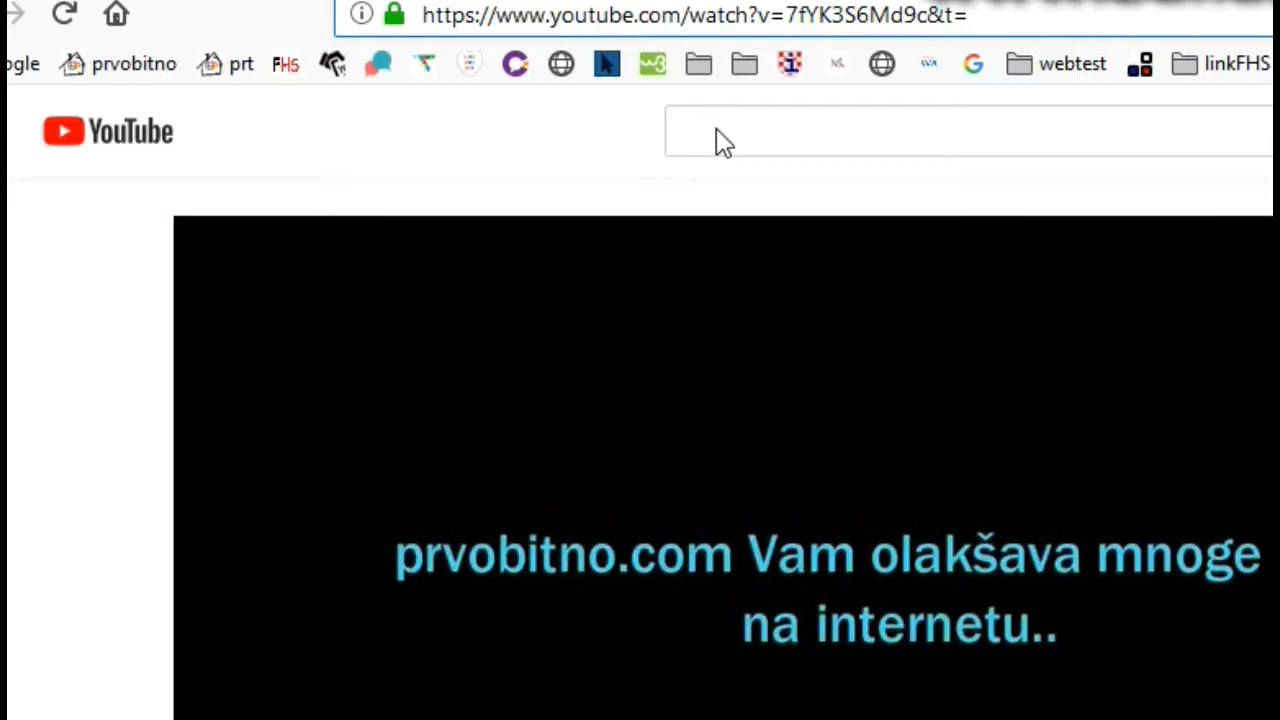 https://www.youtube.com/watch?v=7fYK3S6Md9c&t=
ogle prvobitno prt FHS webtest linkFHS
YouTube
prvobitno.com Vam olakšava mnoge
na internetu..